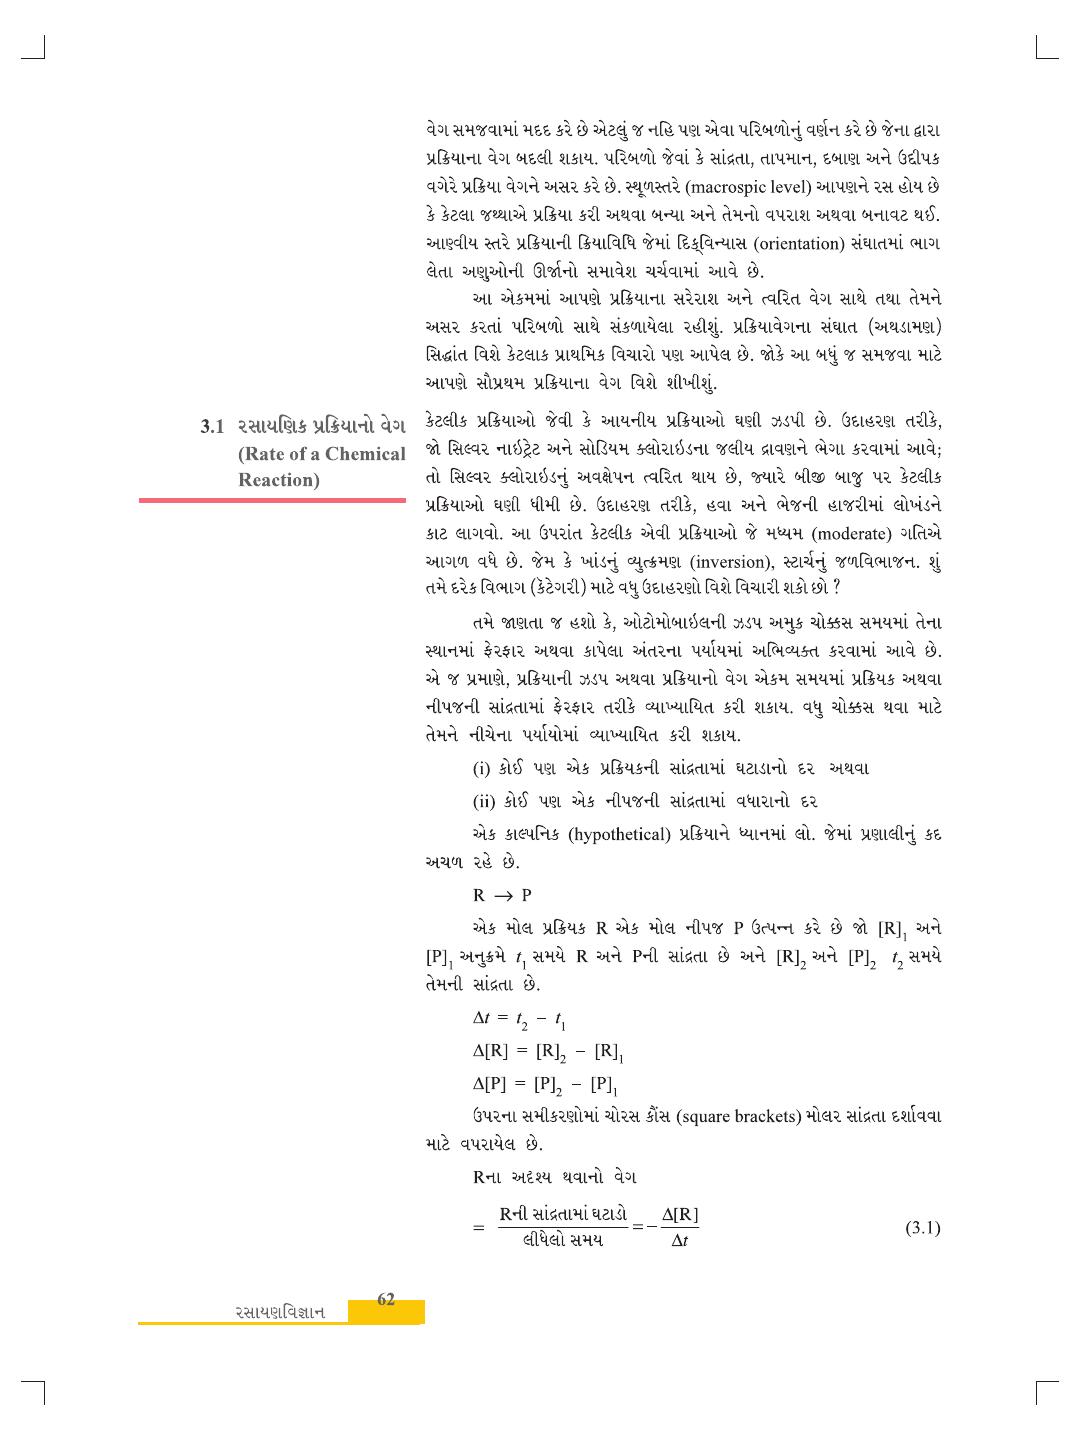 વેગ સમજવામાં મદદ કરે છે એટલું જ નહિ પણ એવા પરિબળોનું વર્ણન કરે છે જેના દ્વારા
પ્રક્રિયાના વેગ બદલી શકાય. પરિબળો જેવાં કે સાંદ્રતા, તાપમાન, દબાણ અને ઉદ્દીપક
વગેરે પ્રક્રિયા વેગને અસર કરે છે. સ્થૂળસ્તરે (macrospic level) આપણને રસ હોય છે
કે કેટલા જથ્થાએ પ્રક્રિયા કરી અથવા બન્યા અને તેમનો વપરાશ અથવા બનાવટ થઈ.
આણ્વીય સ્તરે પ્રક્રિયાની ક્રિયાવિધિ જેમાં દિક્‌વિન્યાસ (orientation) સંઘાતમાં ભાગ
લેતા અણુઓની ઊર્જાનો સમાવેશ ચર્ચવામાં આવે છે.
આ એકમમાં આપણે પ્રક્રિયાના સરેરાશ અને ત્વરિત વેગ સાથે તથા તેમને
અસર કરતાં પરિબળો સાથે સંકળાયેલા રહીશું. પ્રક્રિયાવેગના સંઘાત (અથડામણ)
સિદ્ધાંત વિશે કેટલાક પ્રાથમિક વિચારો પણ આપેલ છે. જોકે આ બધું જ સમજવા માટે
આપણે સૌપ્રથમ પ્રક્રિયાના વેગ વિશે શીખીશું.
3.1 રસાયણિક પ્રક્રિયાનો વેગ
(Rate of a Chemical
Reaction)
કેટલીક પ્રક્રિયાઓ જેવી કે આયનીય પ્રક્રિયાઓ ઘણી ઝડપી છે. ઉદાહરણ તરીકે,
જો સિલ્વર નાઇટ્રેટ અને સોડિયમ ક્લોરાઇડના જલીય દ્રાવણને ભેગા કરવામાં આવે;
તો સિલ્વર ક્લોરાઇડનું અવક્ષેપન ત્વરિત થાય છે, જ્યારે બીજી બાજુ પર કેટલીક
પ્રક્રિયાઓ ઘણી ધીમી છે. ઉદાહરણ તરીકે, હવા અને ભેજની હાજરીમાં લોખંડને
કાટ લાગવો. આ ઉપરાંત કેટલીક એવી પ્રક્રિયાઓ જે મધ્યમ (moderate) ગતિએ
આગળ વધે છે. જેમ કે ખાંડનું વ્યુત્ક્રમણ (inversion), સ્ટાર્ચનું જળવિભાજન. શું
તમે દરેક વિભાગ (કૅટેગરી) માટે વધુ ઉદાહરણો વિશે વિચારી શકો છો ?
તમે જાણતા જ હશો કે, ઓટોમોબાઇલની ઝડપ અમુક ચોક્કસ સમયમાં તેના
સ્થાનમાં ફેરફાર અથવા કાપેલા અંતરના પર્યાયમાં અભિવ્યક્ત કરવામાં આવે છે.
એ જ પ્રમાણે, પ્રક્રિયાની ઝડપ અથવા પ્રક્રિયાનો વેગ એકમ સમયમાં પ્રક્રિયક અથવા
નીપજની સાંદ્રતામાં ફેરફાર તરીકે વ્યાખ્યાયિત કરી શકાય. વધુ ચોક્કસ થવા માટે
તેમને નીચેના પર્યાયોમાં વ્યાખ્યાયિત કરી શકાય.
(i) કોઈ પણ એક પ્રક્રિયકની સાંદ્રતામાં ઘટાડાનો દર અથવા
(ii) કોઈ પણ એક નીપજની સાંદ્રતામાં વધારાનો દર
એક કાલ્પનિક (hypothetical) પ્રક્રિયાને ધ્યાનમાં લો. જેમાં પ્રણાલીનું કદ
અચળ રહે છે.
R → P
એક મોલ પ્રક્રિયક R એક મોલ નીપજ P ઉત્પન્ન કરે છે જો [R]₁ અને
[P]₁ અનુક્રમે t₁ સમયે R અને Pની સાંદ્રતા છે અને [R]₂ અને [P]₂ t₂ સમયે
તેમની સાંદ્રતા છે.
Δt = t₂ – t₁
Δ[R] = [R]₂ – [R]₁
Δ[P] = [P]₂ – [P]₁
ઉપરના સમીકરણોમાં ચોરસ કૌંસ (square brackets) મોલર સાંદ્રતા દર્શાવવા
માટે વપરાયેલ છે.
Rના અદૃશ્ય થવાનો વેગ
= Rની સાંદ્રતામાં ઘટાડો / લીધેલો સમય = – Δ[R] / Δt (3.1)
રસાયણવિજ્ઞાન 62